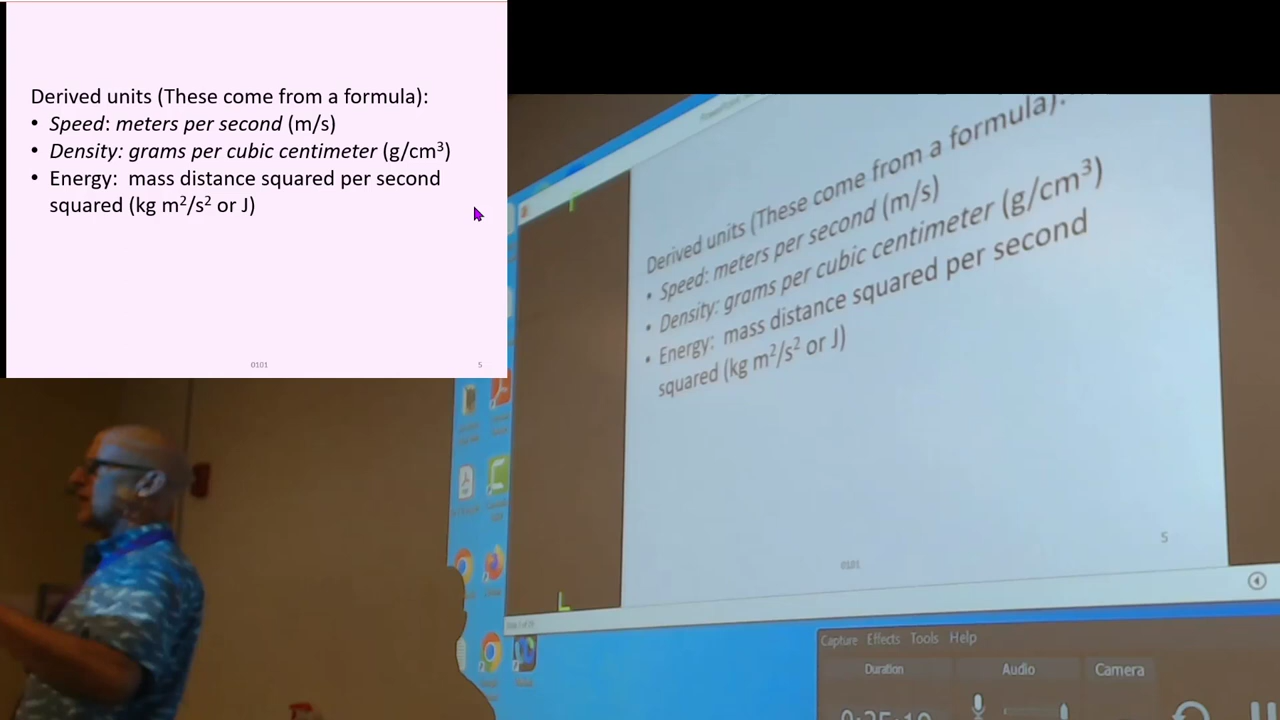 Derived units (These come from a formula):
• Speed: meters per second (m/s)
• Density: grams per cubic centimeter (g/cm³)
• Energy:  mass distance squared per second
squared (kg m²/s² or J)
0101
5
Derived units (These come from a formula):
• Speed: meters per second (m/s)
• Density: grams per cubic centimeter (g/cm³)
• Energy:  mass distance squared per second
squared (kg m²/s² or J)
0101
5
Capture Effects Tools Help
Duration Audio Camera